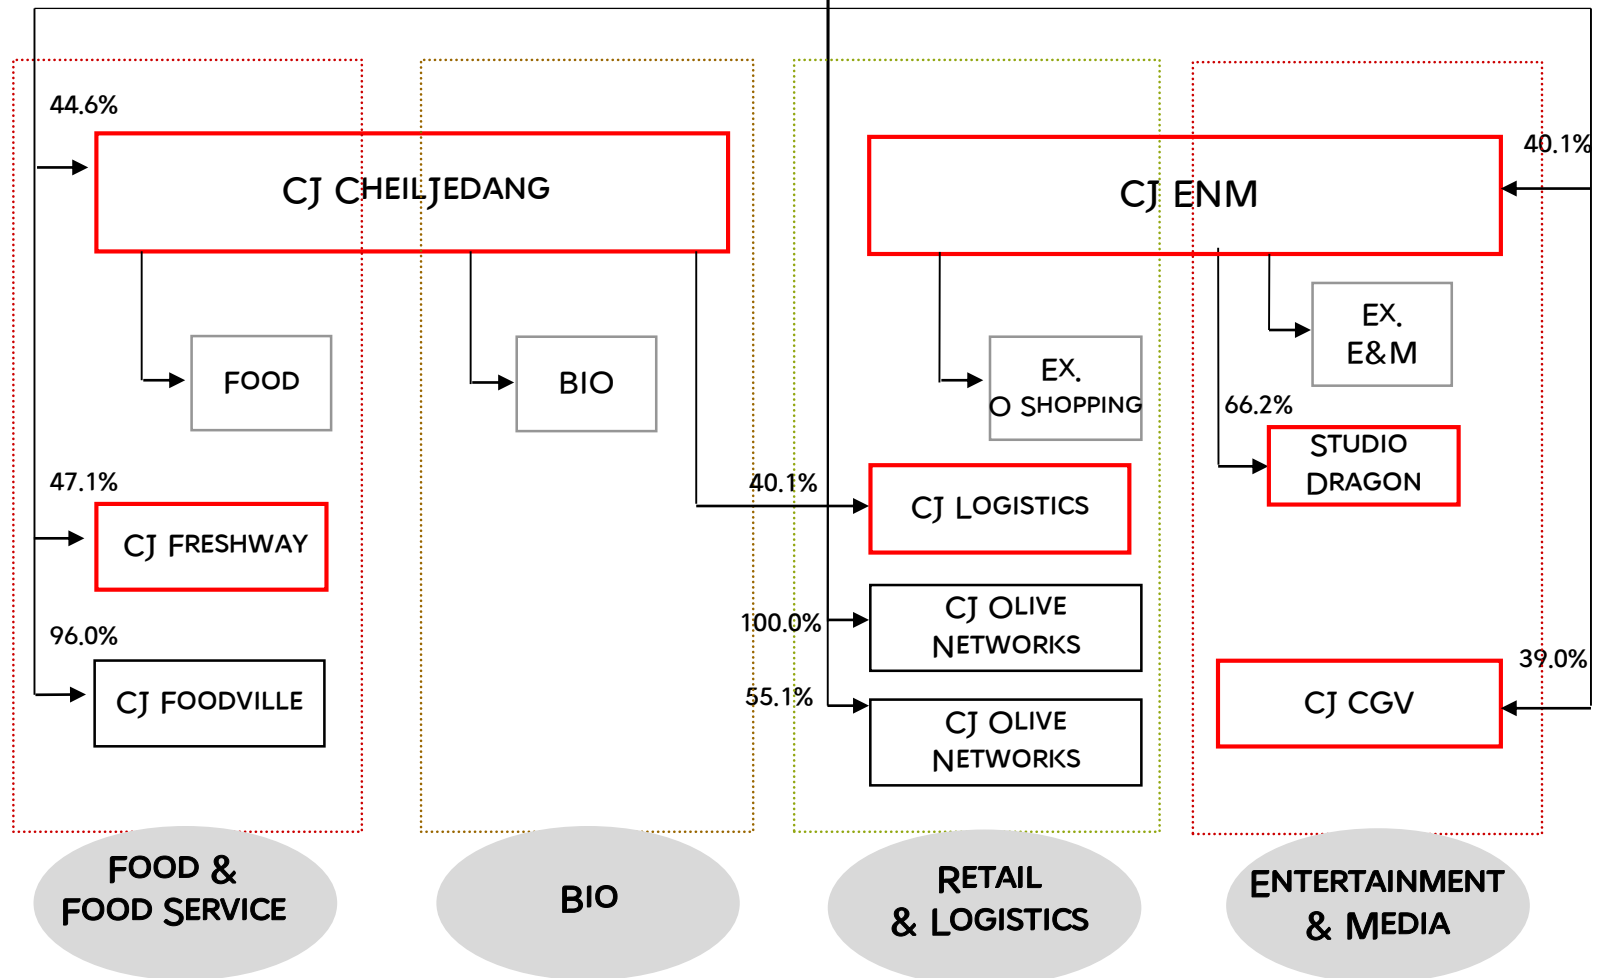 44.6%
CJ CHEILJEDANG
FOOD
BIO
47.1%
CJ FRESHWAY
96.0%
CJ FOODVILLE
40.1%
CJ ENM
EX.
O SHOPPING
EX.
E&M
66.2%
STUDIO
DRAGON
40.1%
CJ LOGISTICS
100.0%
CJ OLIVE
NETWORKS
55.1%
CJ OLIVE
NETWORKS
39.0%
CJ CGV
FOOD &
FOOD SERVICE
BIO
RETAIL
& LOGISTICS
ENTERTAINMENT
& MEDIA